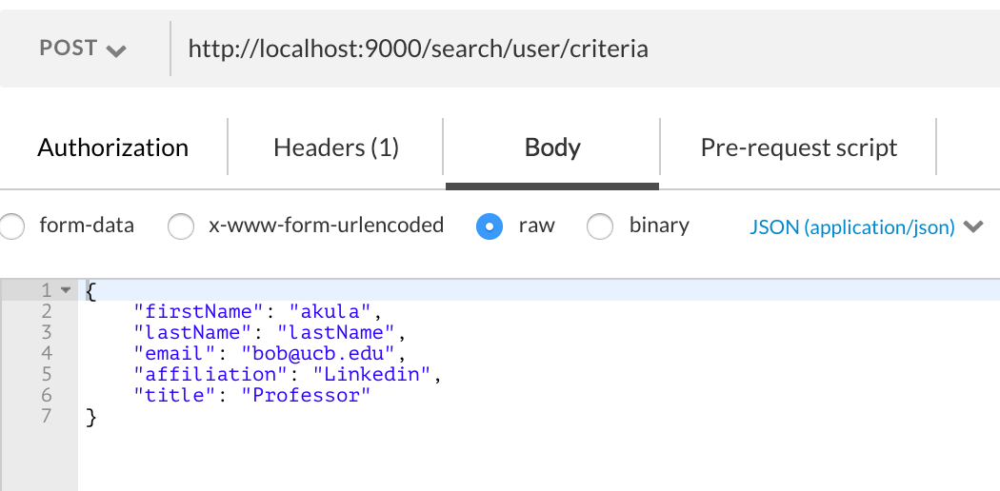 POST http://localhost:9000/search/user/criteria
Authorization Headers (1) Body Pre-request script
form-data x-www-form-urlencoded raw binary JSON (application/json)
1 {
2 "firstName": "akula",
3 "lastName": "lastName",
4 "email": "bob@ucb.edu",
5 "affiliation": "Linkedin",
6 "title": "Professor"
7 }